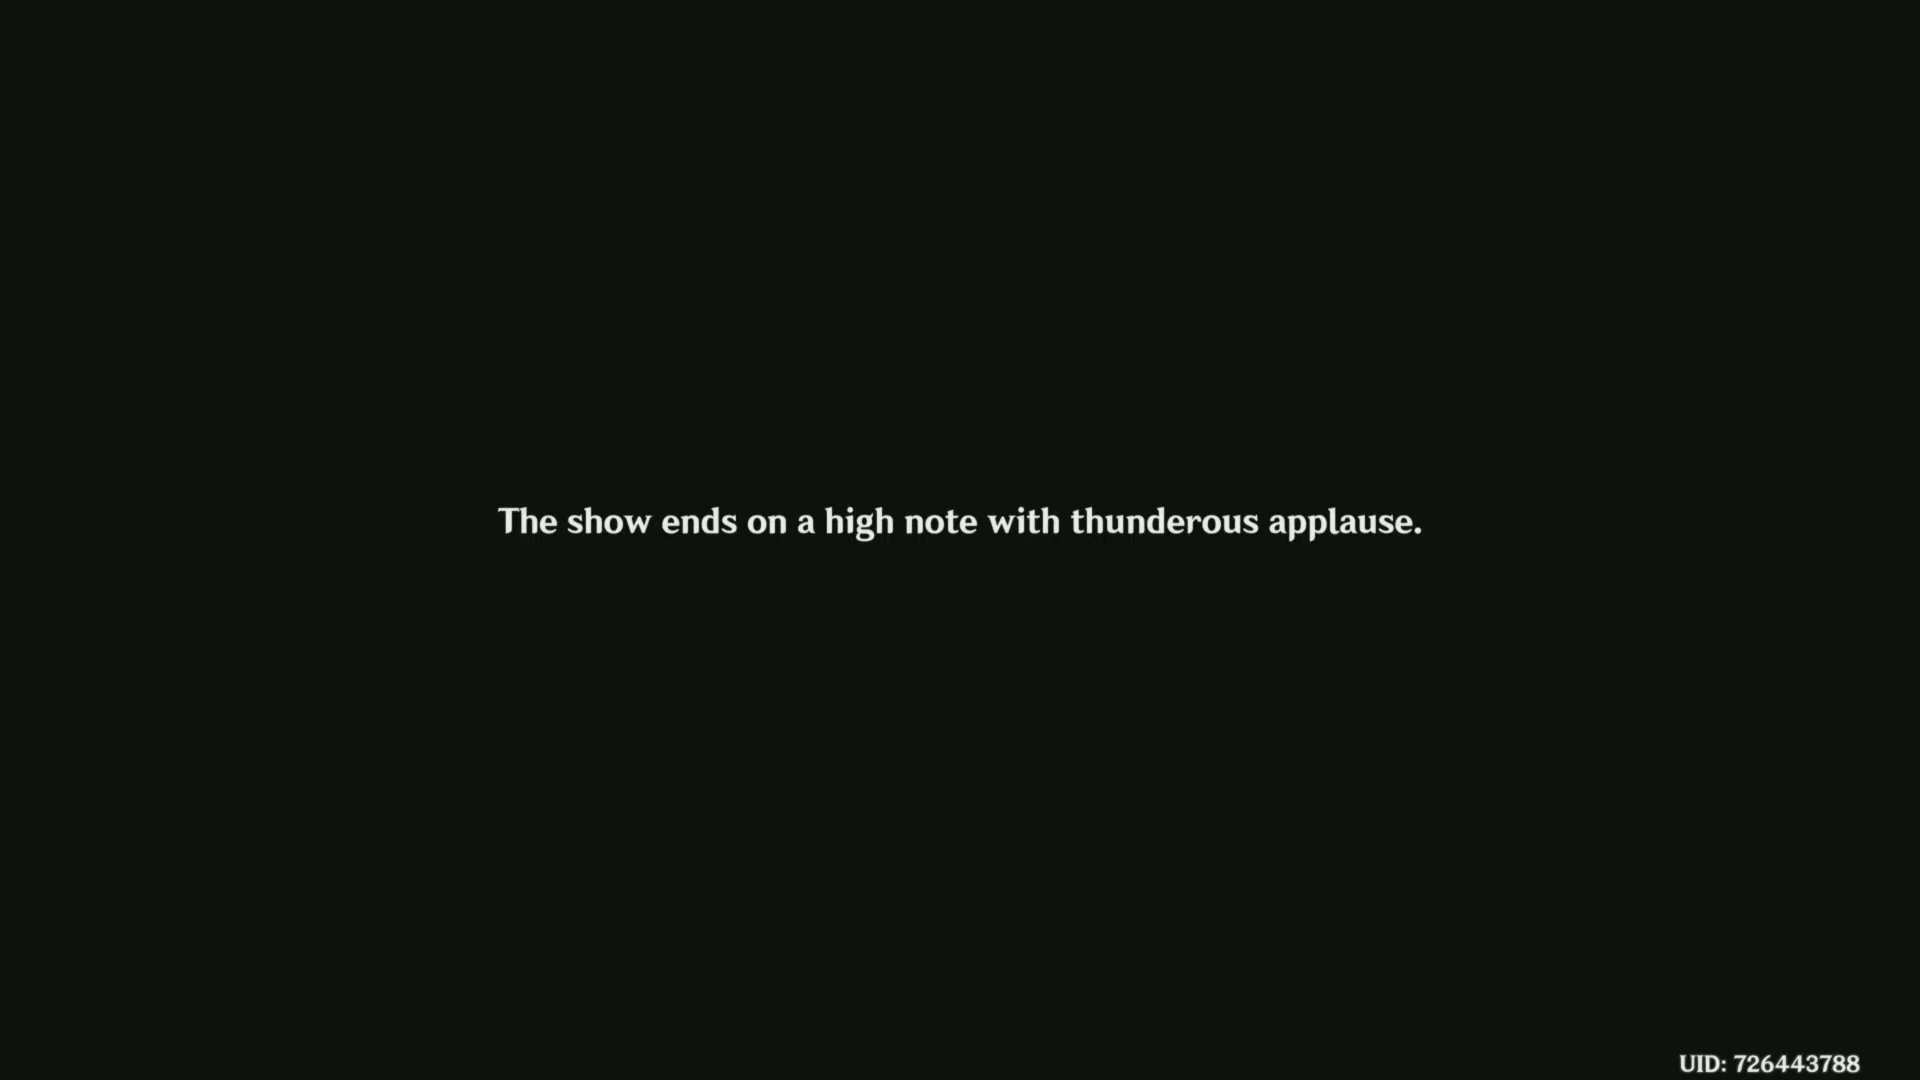 The show ends on a high note with thunderous applause.
UID: 726443788